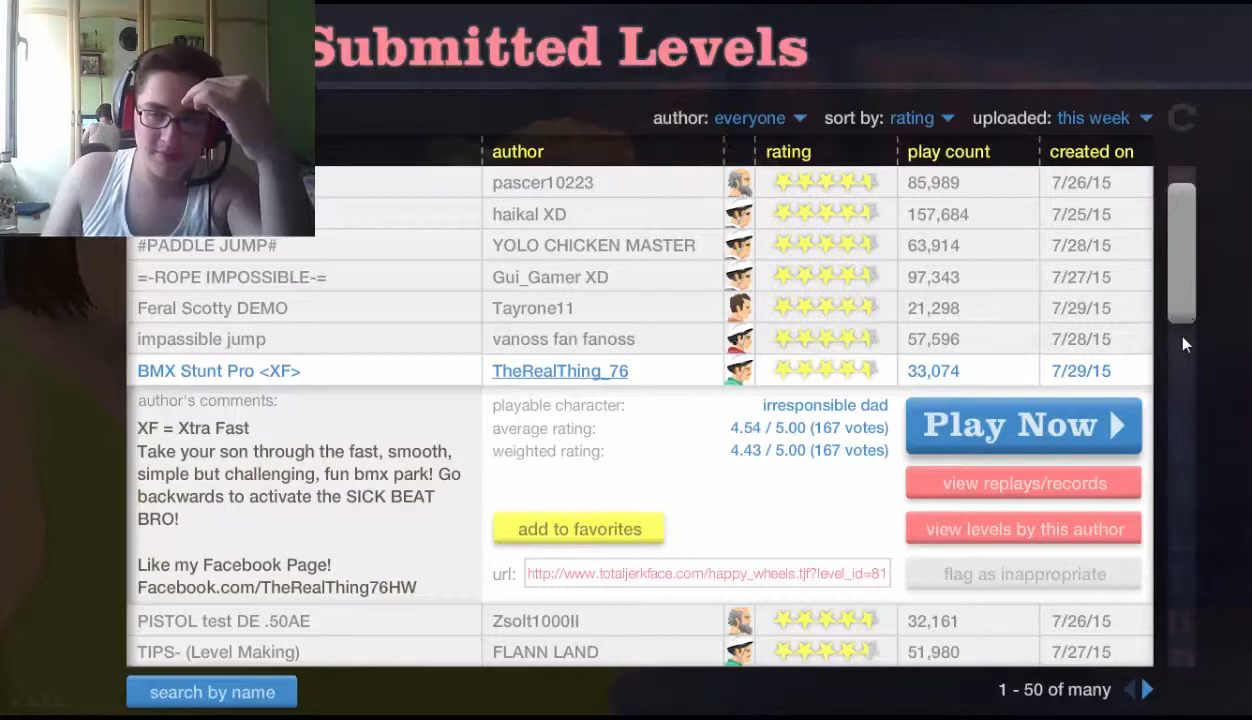 Submitted Levels
author: everyone sort by: rating uploaded: this week
author rating play count created on
pascer10223 85,989 7/26/15
haikal XD 157,684 7/25/15
#PADDLE JUMP# YOLO CHICKEN MASTER 63,914 7/28/15
=-ROPE IMPOSSIBLE-= Gui_Gamer XD 97,343 7/27/15
Feral Scotty DEMO Tayrone11 21,298 7/29/15
impassible jump vanoss fan fanoss 57,596 7/28/15
BMX Stunt Pro <XF> TheRealThing_76 33,074 7/29/15
author's comments:
XF = Xtra Fast
Take your son through the fast, smooth,
simple but challenging, fun bmx park! Go
backwards to activate the SICK BEAT
BRO!
Like my Facebook Page!
Facebook.com/TheRealThing76HW
playable character: irresponsible dad
average rating: 4.54 / 5.00 (167 votes)
weighted rating: 4.43 / 5.00 (167 votes)
add to favorites
url: http://www.totaljerkface.com/happy_wheels.tjf?level_id=81
Play Now
view replays/records
view levels by this author
flag as inappropriate
PISTOL test DE .50AE Zsolt1000II 32,161 7/26/15
TIPS- (Level Making) FLANN LAND 51,980 7/27/15
search by name 1 - 50 of many